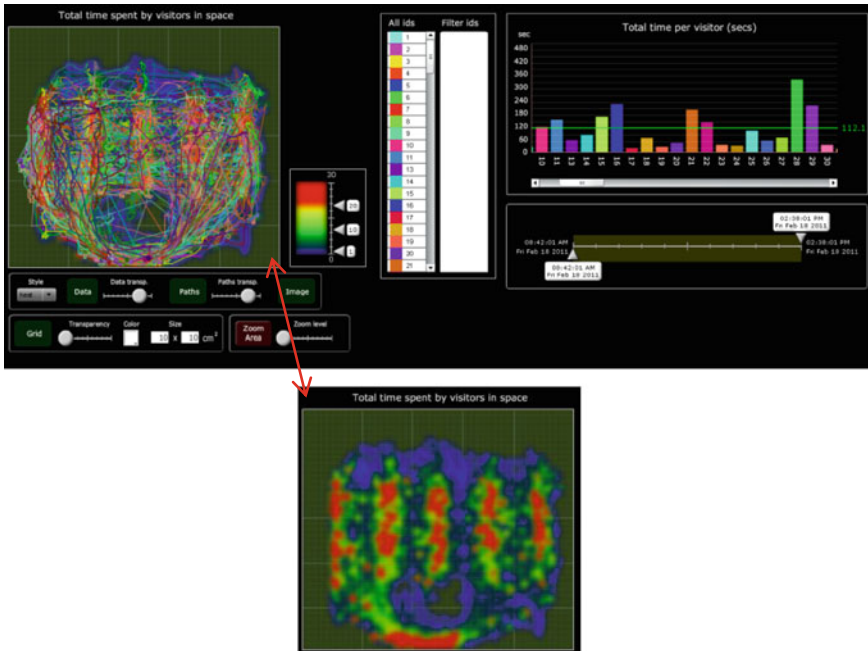 Total time spent by visitors in space
30
20
10
1
0
Style
heat
Data
Data transp.
Paths
Paths transp.
Image
Grid
Transparency
Color
Size
10 x 10 cm²
Zoom Area
Zoom level
All ids
Filter ids
1
2
3
4
5
6
7
8
9
10
11
13
14
15
16
17
18
19
20
21
Total time per visitor (secs)
sec
480
420
360
300
240
180
120
60
0
112.1
10 11 13 14 15 16 17 18 19 20 21 22 23 24 25 26 27 28 29 30
02:38:01 PM
Fri Feb 18 2011
08:42:01 AM
Fri Feb 18 2011
02:38:01 PM
Fri Feb 18 2011
08:42:01 AM
Fri Feb 18 2011
Total time spent by visitors in space